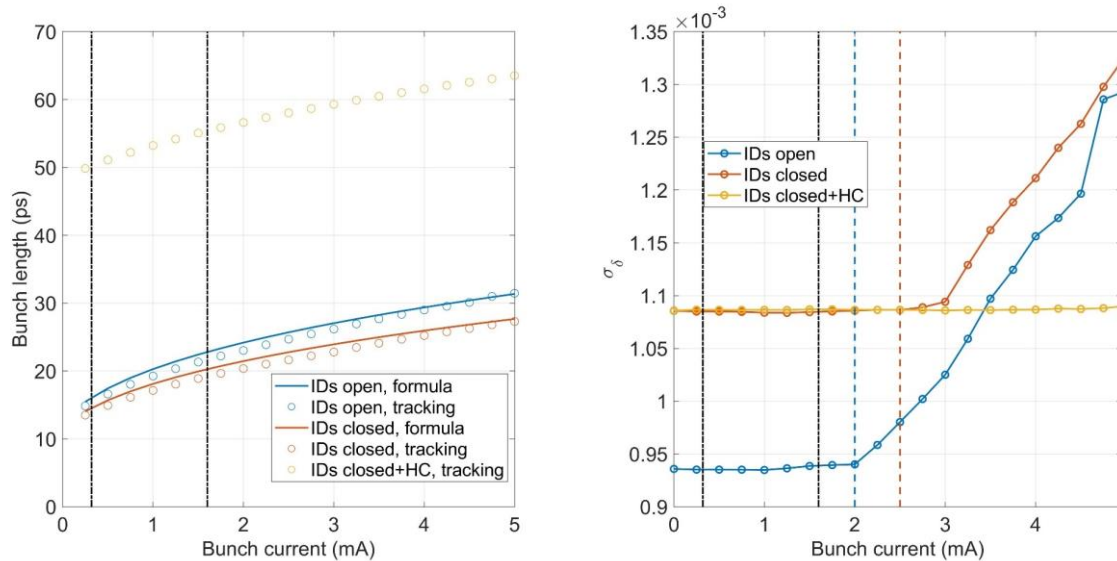 70
60
50
40
30
20
10
0
Bunch length (ps)
IDs open, formula
IDs open, tracking
IDs closed, formula
IDs closed, tracking
IDs closed+HC, tracking
0 1 2 3 4 5
Bunch current (mA)
×10⁻³
1.35
1.3
1.25
1.2
1.15
1.1
1.05
1
0.95
0.9
σδ
IDs open
IDs closed
IDs closed+HC
0 1 2 3 4
Bunch current (mA)